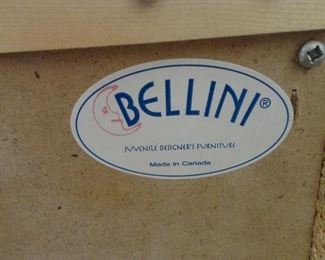 BELLINI®
JUVENILE DESIGNER'S FURNITURE
Made in Canada